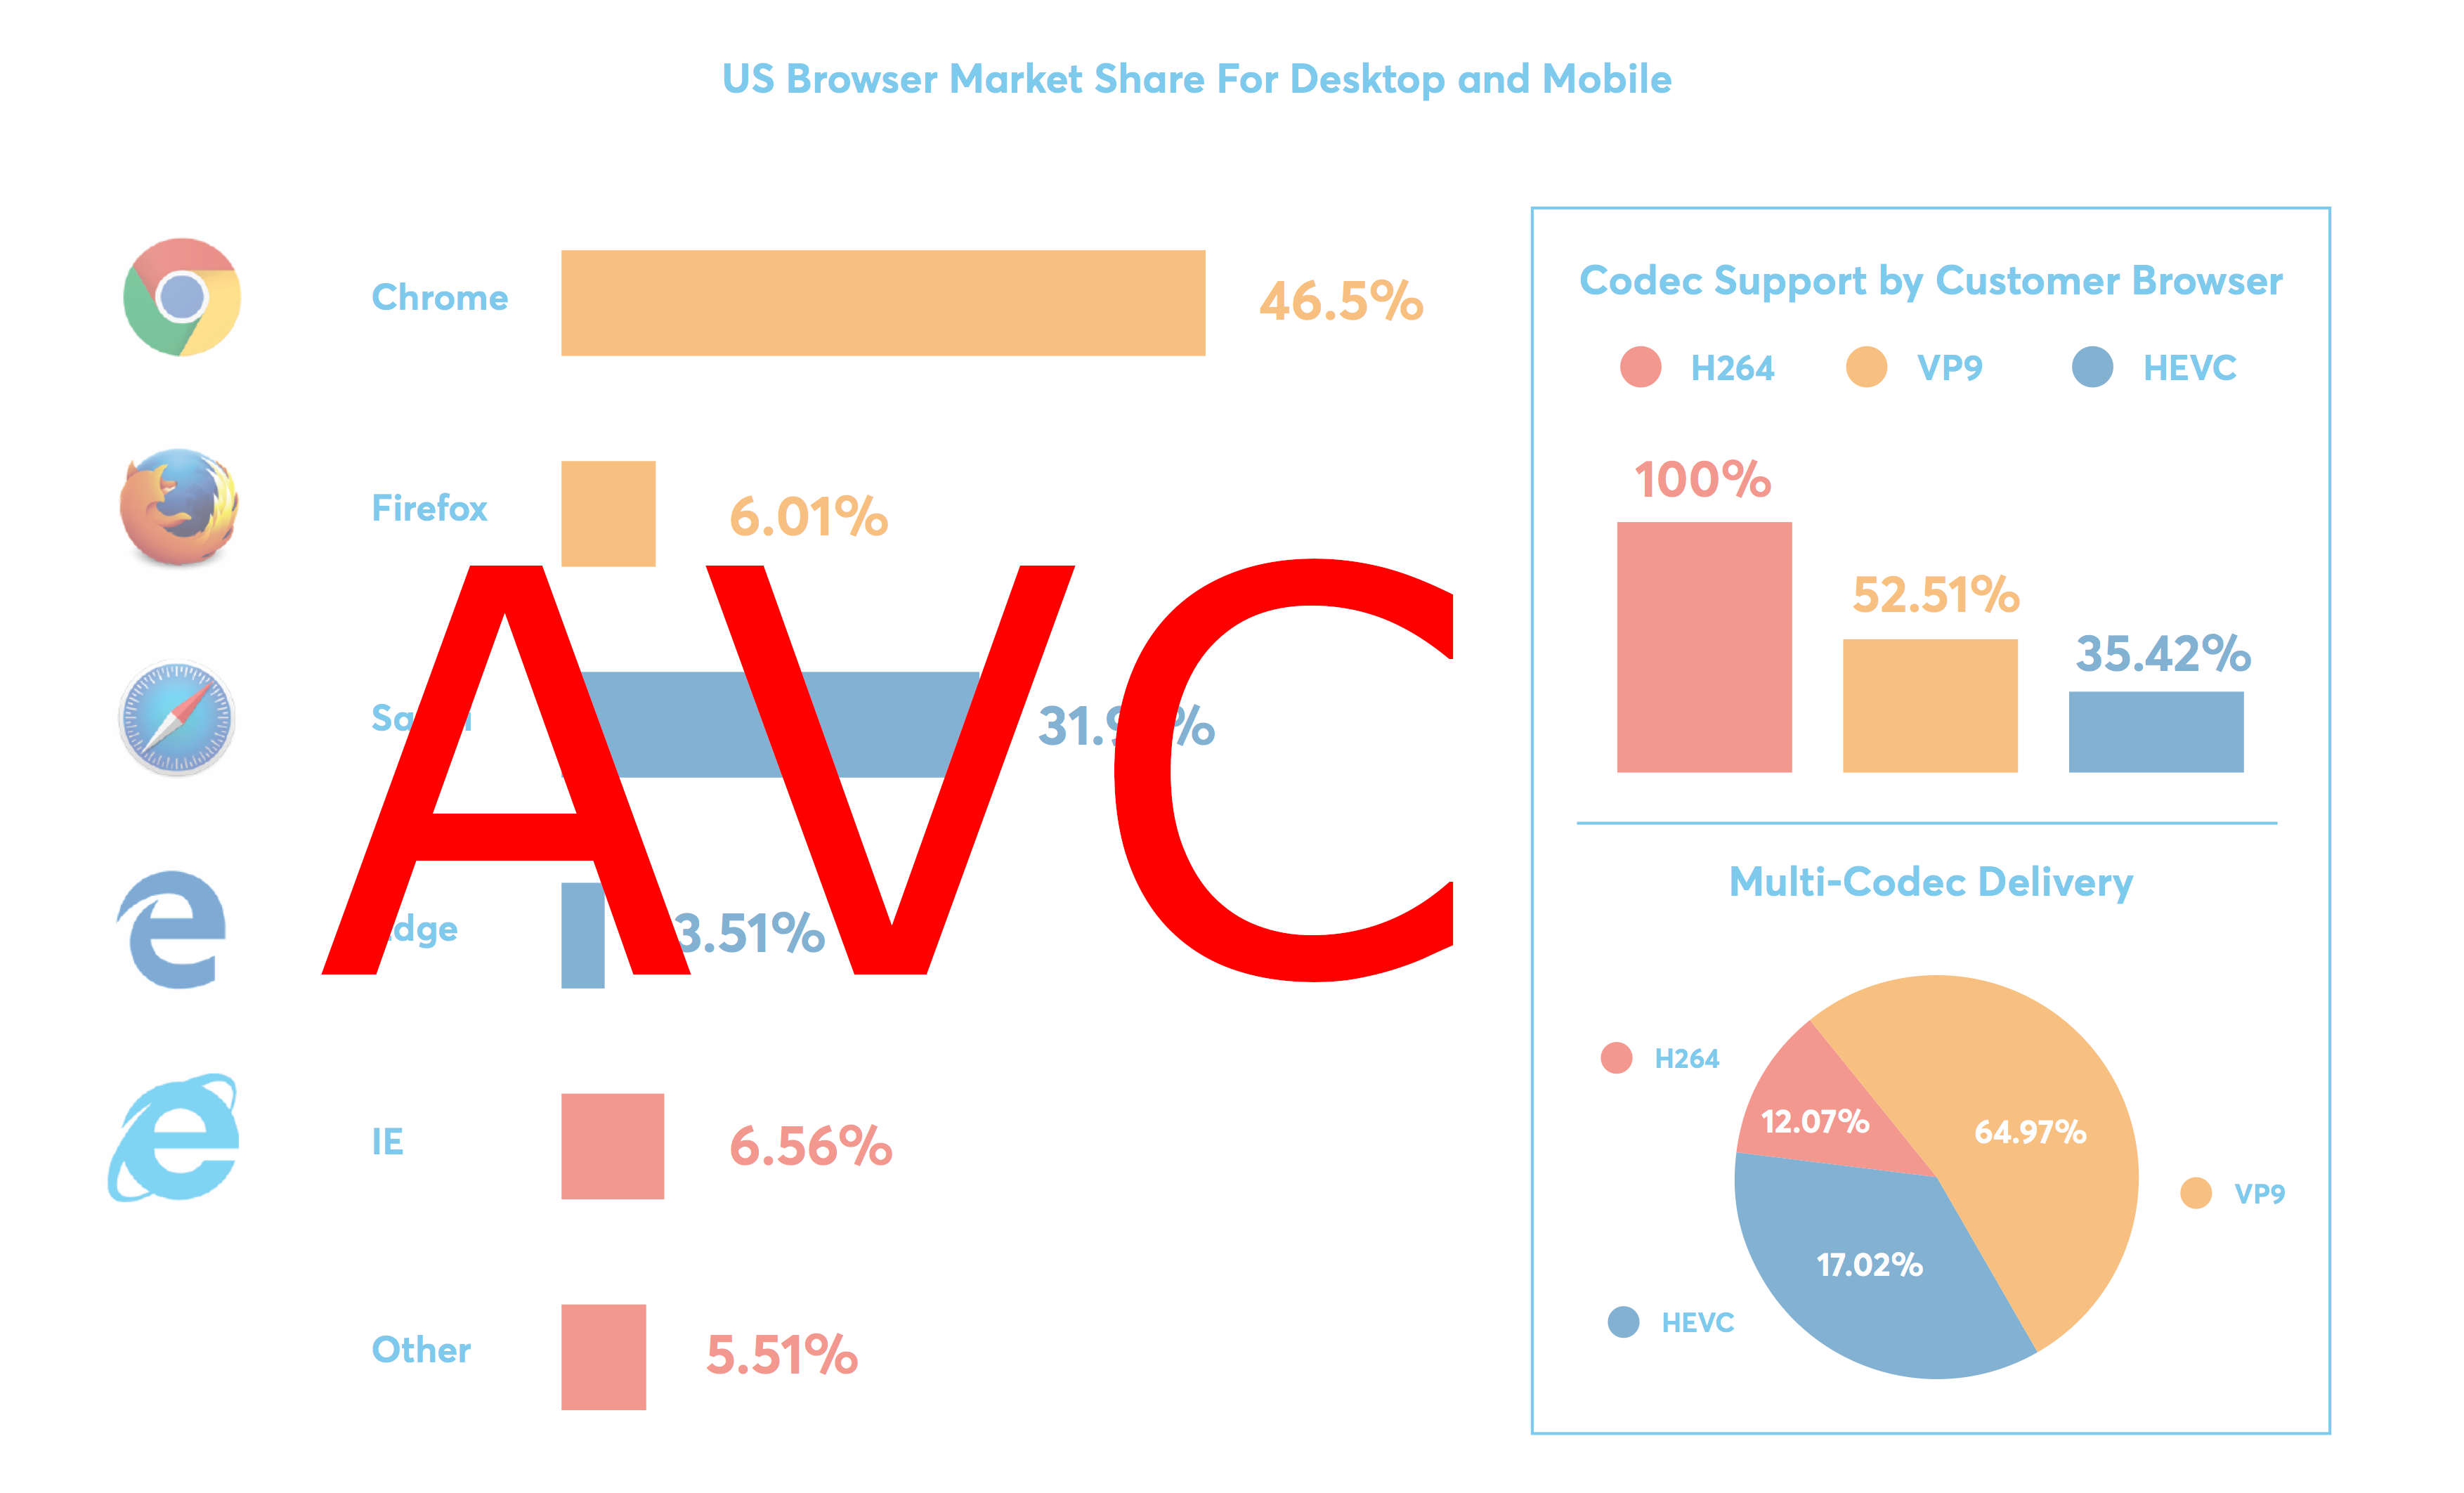 US Browser Market Share For Desktop and Mobile
Chrome
46.5%
Firefox
6.01%
AVC
3.51%
IE
6.56%
Other
5.51%
Codec Support by Customer Browser
H264 VP9 HEVC
100%
52.51%
35.42%
Multi-Codec Delivery
H264
12.07%
64.97%
VP9
17.02%
HEVC